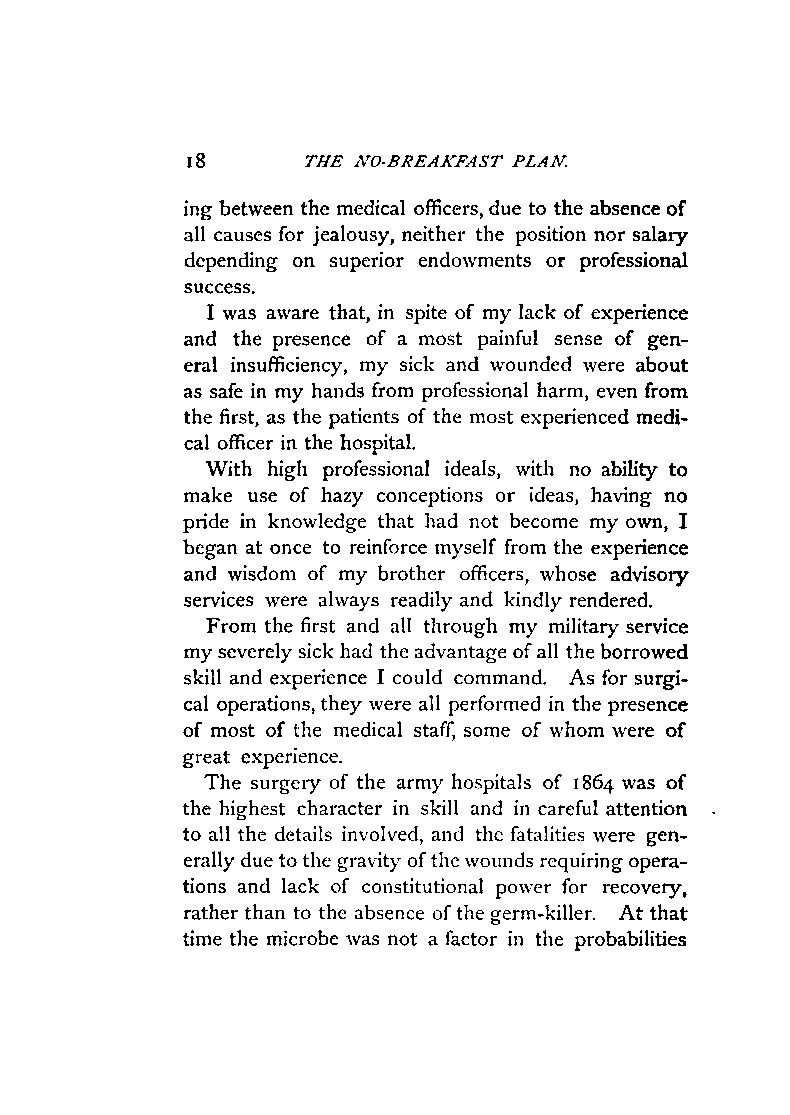 18 THE NO-BREAKFAST PLAN.
ing between the medical officers, due to the absence of
all causes for jealousy, neither the position nor salary
depending on superior endowments or professional
success.
I was aware that, in spite of my lack of experience
and the presence of a most painful sense of gen-
eral insufficiency, my sick and wounded were about
as safe in my hands from professional harm, even from
the first, as the patients of the most experienced medi-
cal officer in the hospital.
With high professional ideals, with no ability to
make use of hazy conceptions or ideas, having no
pride in knowledge that had not become my own, I
began at once to reinforce myself from the experience
and wisdom of my brother officers, whose advisory
services were always readily and kindly rendered.
From the first and all through my military service
my severely sick had the advantage of all the borrowed
skill and experience I could command. As for surgi-
cal operations, they were all performed in the presence
of most of the medical staff, some of whom were of
great experience.
The surgery of the army hospitals of 1864 was of
the highest character in skill and in careful attention
to all the details involved, and the fatalities were gen-
erally due to the gravity of the wounds requiring opera-
tions and lack of constitutional power for recovery,
rather than to the absence of the germ-killer. At that
time the microbe was not a factor in the probabilities